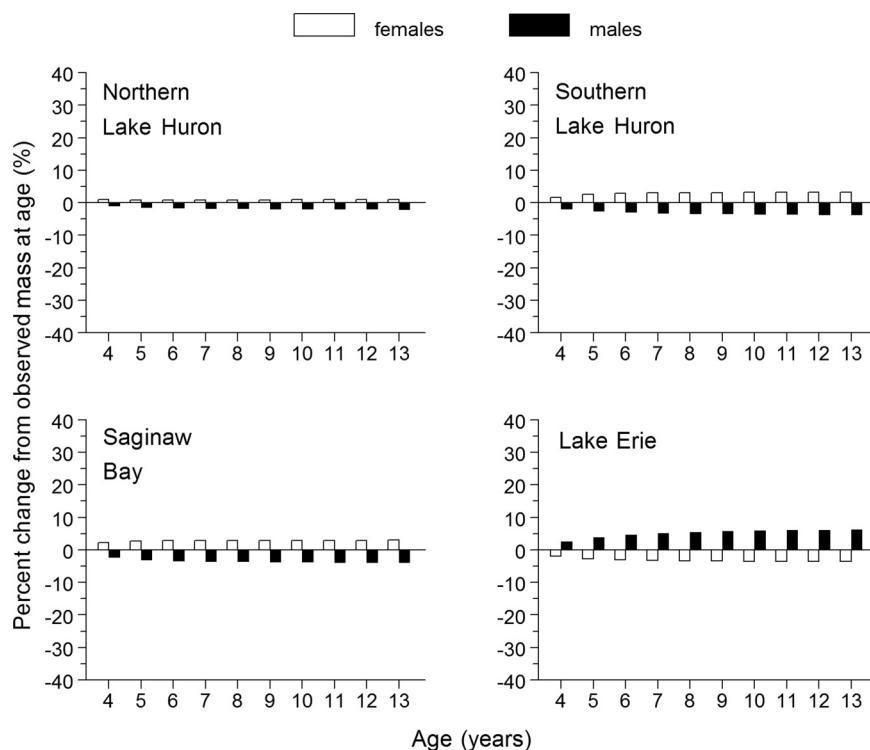 females males
Percent change from observed mass at age (%)
40
30
20
10
0
-10
-20
-30
-40
Northern
Lake Huron
4 5 6 7 8 9 10 11 12 13
40
30
20
10
0
-10
-20
-30
-40
Southern
Lake Huron
4 5 6 7 8 9 10 11 12 13
40
30
20
10
0
-10
-20
-30
-40
Saginaw
Bay
4 5 6 7 8 9 10 11 12 13
40
30
20
10
0
-10
-20
-30
-40
Lake Erie
4 5 6 7 8 9 10 11 12 13
Age (years)